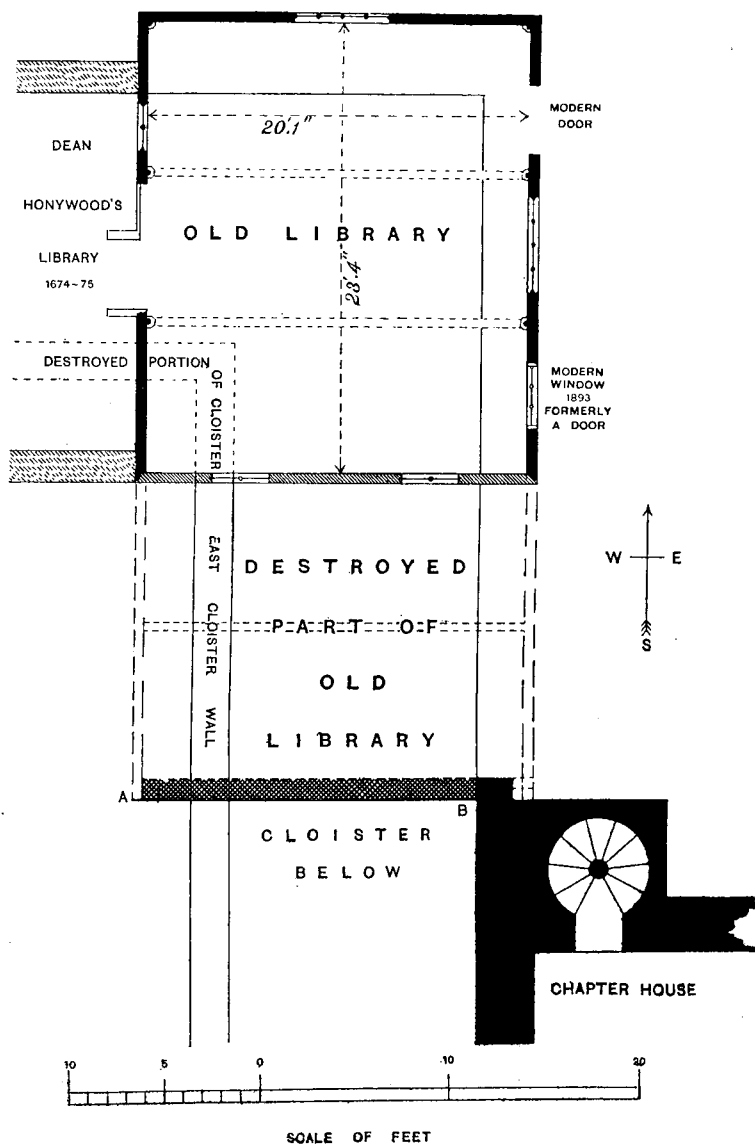 MODERN
DOOR
20'.1"
DEAN
HONYWOOD'S
LIBRARY
1674~75
OLD LIBRARY
23'.4"
DESTROYED PORTION
OF CLOISTER
MODERN
WINDOW
1893
FORMERLY
A DOOR
EAST CLOISTER WALL
DESTROYED
PART OF
OLD
LIBRARY
W E
S
A B
CLOISTER
BELOW
CHAPTER HOUSE
10 5 0 10 20
SCALE OF FEET